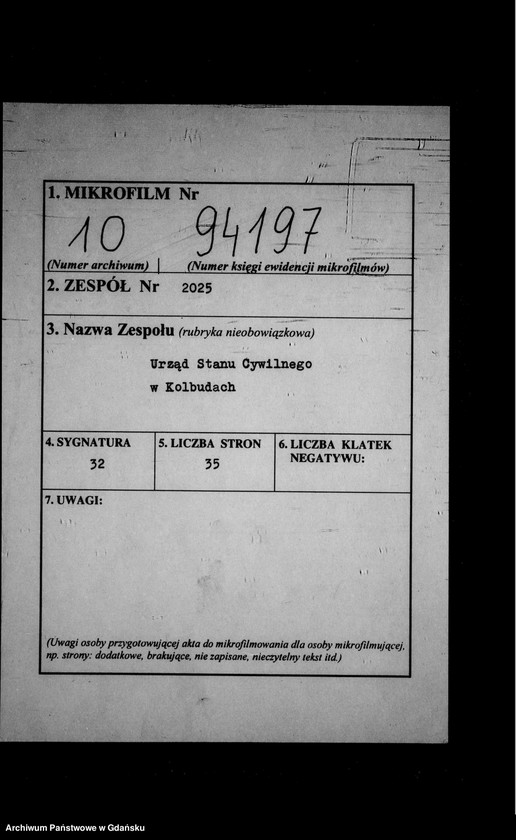 1. MIKROFILM Nr
10 94197
(Numer archiwum) (Numer księgi ewidencji mikrofilmów)
2. ZESPÓŁ Nr 2025
3. Nazwa Zespołu (rubryka nieobowiązkowa)
Urząd Stanu Cywilnego
w Kolbudach
4. SYGNATURA 5. LICZBA STRON 6. LICZBA KLATEK
NEGATYWU:
32 35
7. UWAGI:
(Uwagi osoby przygotowującej akta do mikrofilmowania dla osoby mikrofilmującej,
np. strony: dodatkowe, brakujące, nie zapisane, nieczytelny tekst itd.)
Archiwum Państwowe w Gdańsku